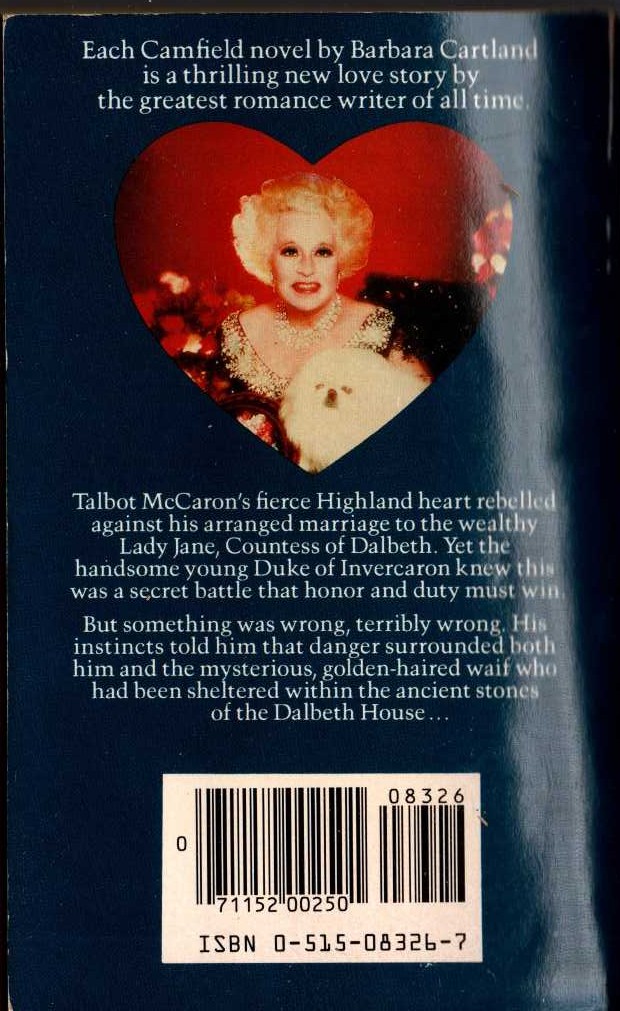 Each Camfield novel by Barbara Cartland
is a thrilling new love story by
the greatest romance writer of all time.
Talbot McCaron's fierce Highland heart rebelled
against his arranged marriage to the wealthy
Lady Jane, Countess of Dalbeth. Yet the
handsome young Duke of Invercaron knew this
was a secret battle that honor and duty must win.
But something was wrong, terribly wrong. His
instincts told him that danger surrounded both
him and the mysterious, golden-haired waif who
had been sheltered within the ancient stones
of the Dalbeth House...
08326
0
71152 00250
ISBN 0-515-08326-7